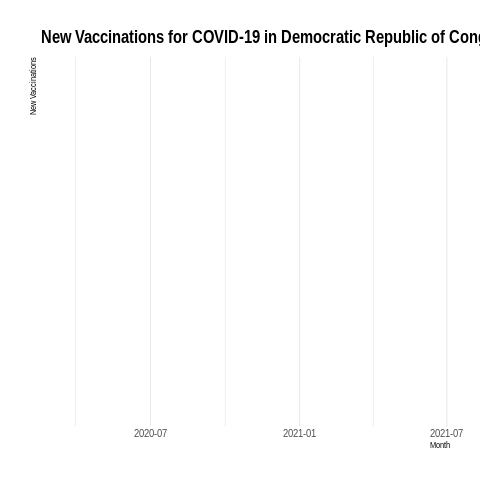 New Vaccinations for COVID-19 in Democratic Republic of Cong
New Vaccinations
2020-07
2021-01
2021-07
Month